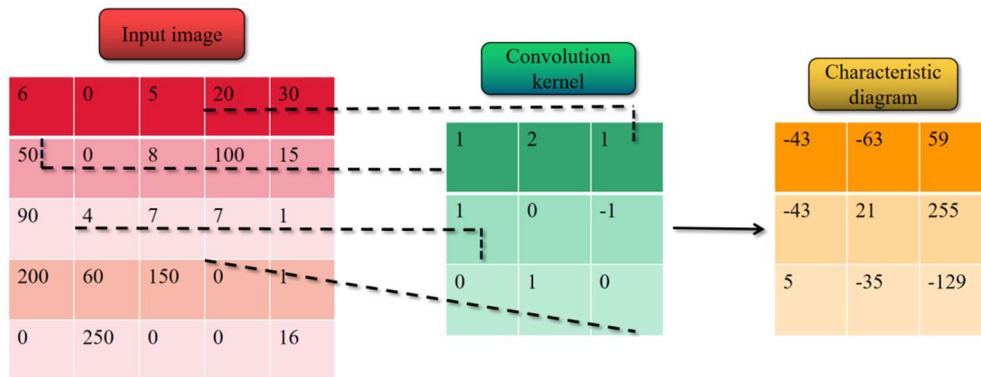 Input image
Convolution
kernel
Characteristic
diagram
6 0 5 20 30
50 0 8 100 15
90 4 7 7 1
200 60 150 0 1
0 250 0 0 16
1 2 1
1 0 -1
0 1 0
-43 -63 59
-43 21 255
5 -35 -129